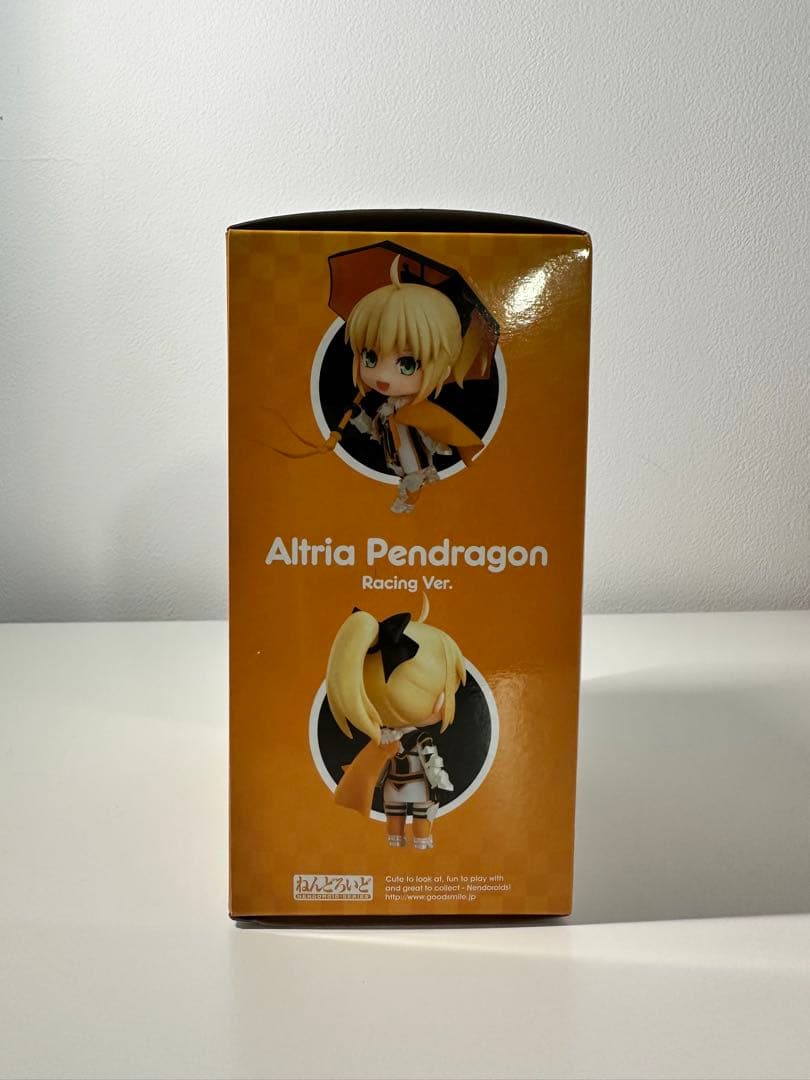 Altria Pendragon
Racing Ver.
ねんどろいど
NENDOROID·SERIES
Cute to look at, fun to play with
and great to collect - Nendoroids!
http://www.goodsmile.jp